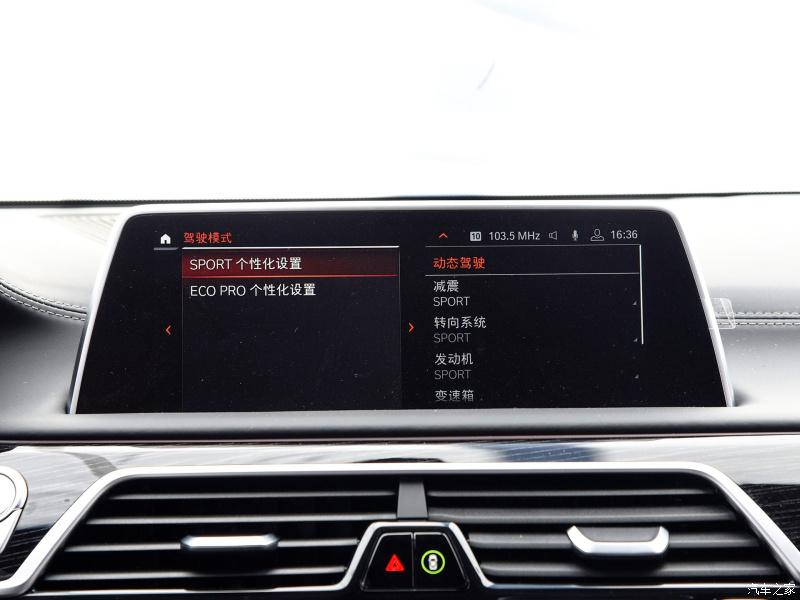 驾驶模式
10 103.5 MHz 16:36
SPORT 个性化设置
ECO PRO 个性化设置
动态驾驶
减震
SPORT
转向系统
SPORT
发动机
SPORT
变速箱
汽车之家